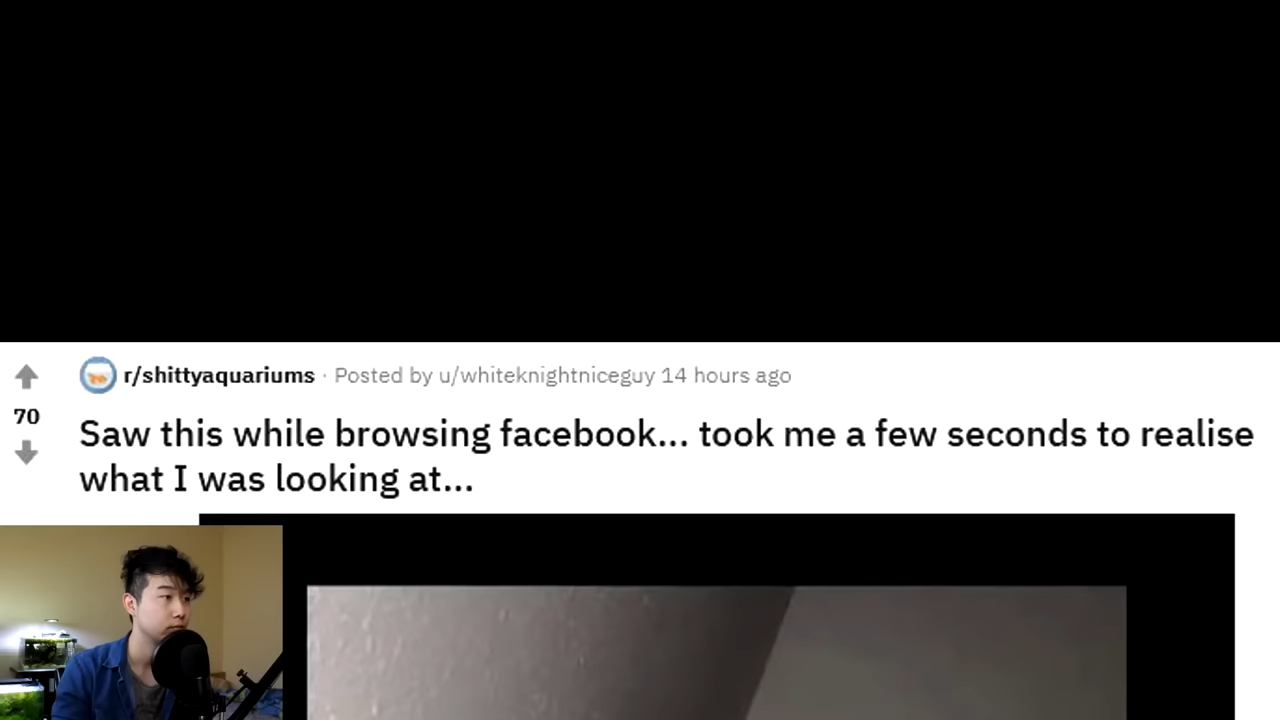 r/shittyaquariums · Posted by u/whiteknightniceguy 14 hours ago
70
Saw this while browsing facebook... took me a few seconds to realise
what I was looking at...